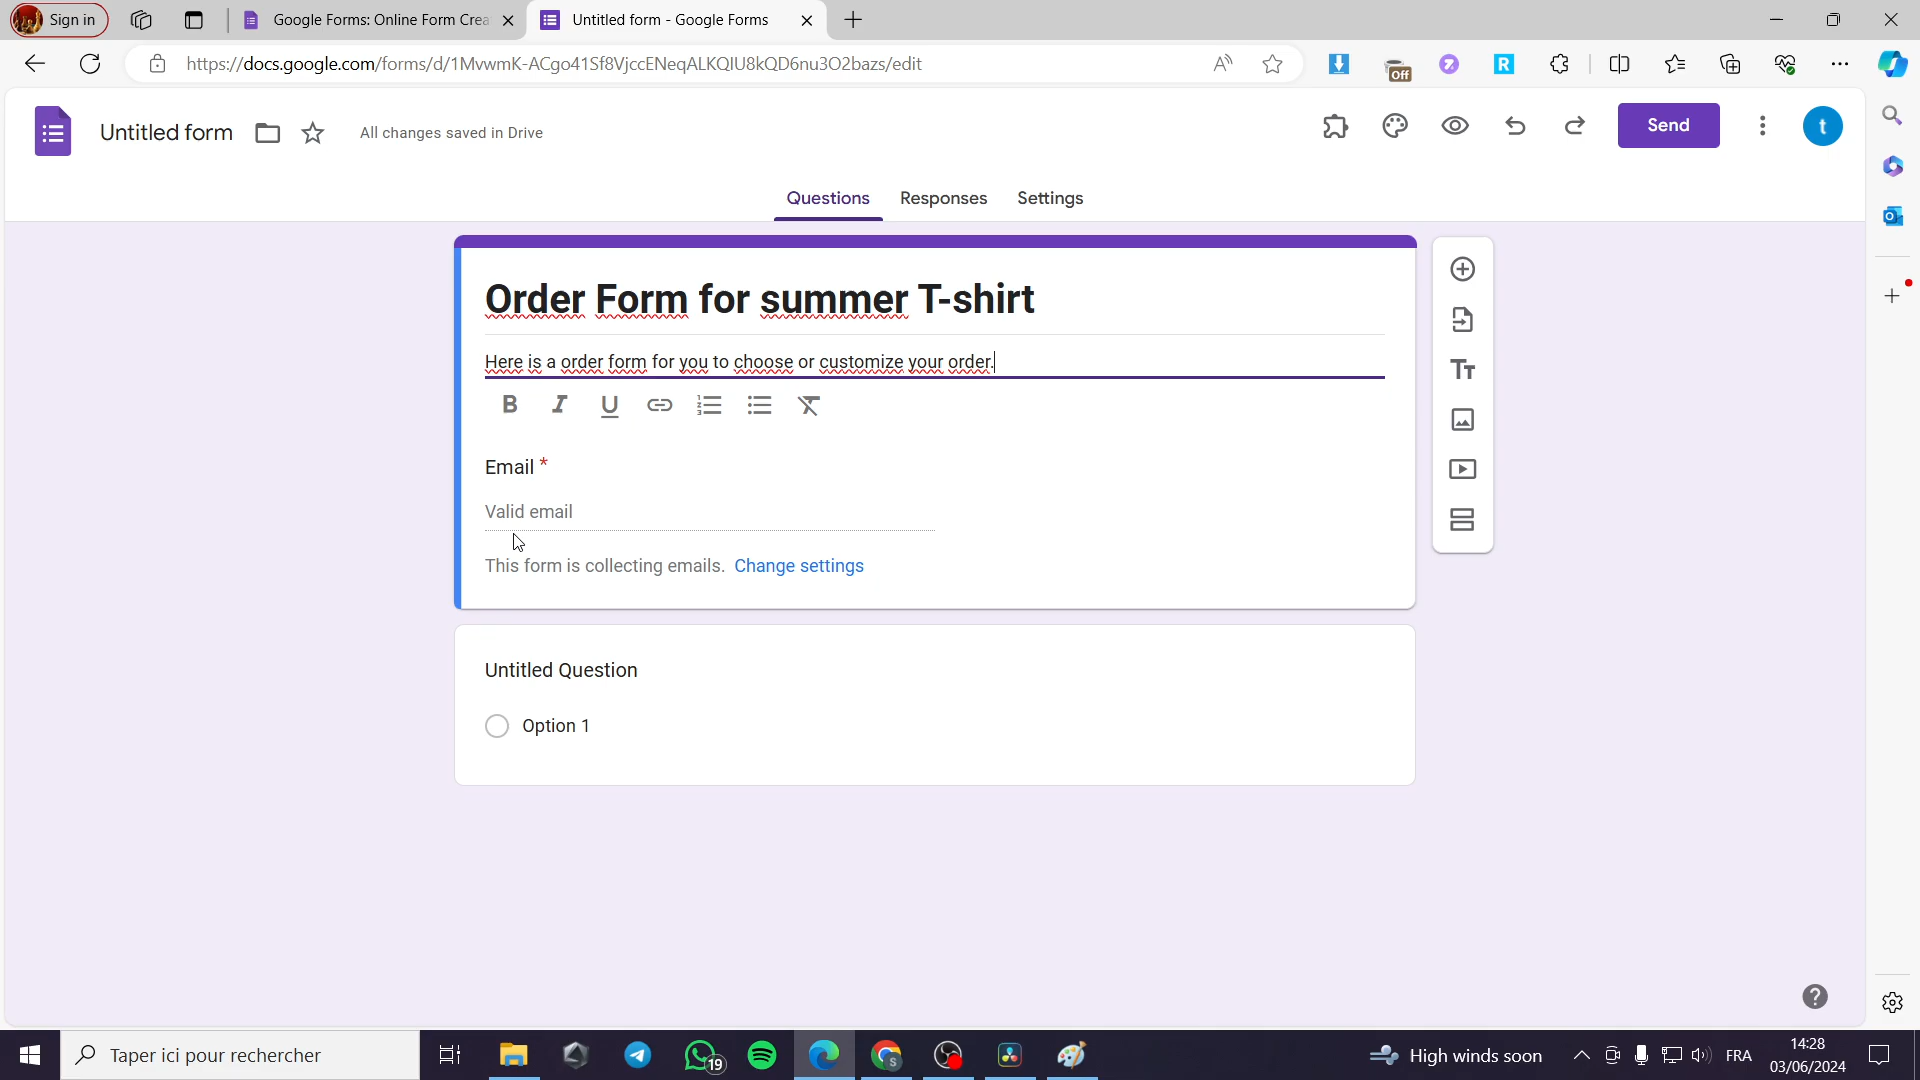 Sign in
Google Forms: Online Form Crea
Untitled form - Google Forms
https://docs.google.com/forms/d/1MvwmK-ACgo41Sf8VjccENeqALKQIU8kQD6nu3O2bazs/edit
Off
Untitled form
All changes saved in Drive
Send
t
Questions
Responses
Settings
Order Form for summer T-shirt
Here is a order form for you to choose or customize your order.
Email *
Valid email
This form is collecting emails. Change settings
Untitled Question
Option 1
Taper ici pour rechercher
19
High winds soon
FRA
14:28
03/06/2024